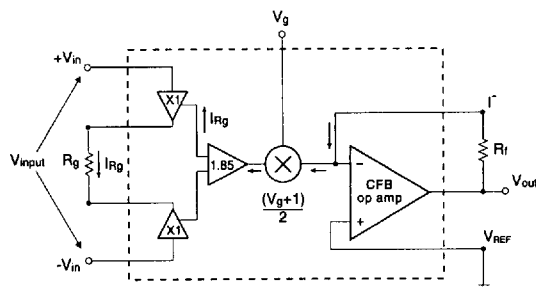 Vg
+Vin
X1
IRg
I-
Vinput
Rg
IRg
1.85
Rf
(Vg+1)
2
−
CFB
op amp
+
Vout
X1
VREF
-Vin